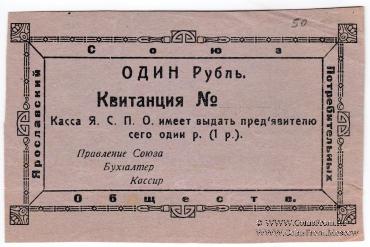 50
Союз
Ярославский
Потребительных
ОДИН Рубль.
Квитанция №
Касса Я. С. П. О. имеет выдать пред'явителю
сего один р. (1 р.).
Правление Союза
Бухгалтер
Кассир
Обществ.